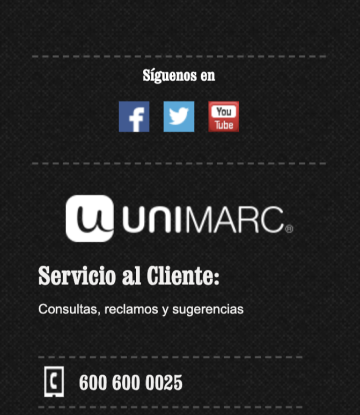 Síguenos en
f
You
Tube
u UNIMARC®
Servicio al Cliente:
Consultas, reclamos y sugerencias
600 600 0025